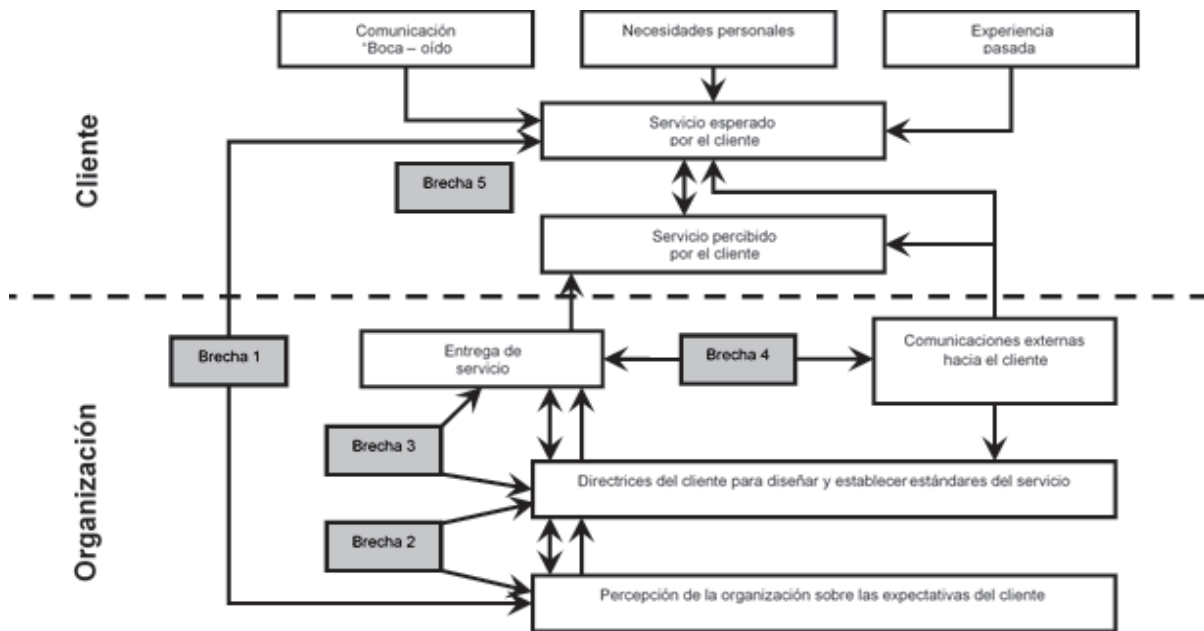 Comunicación
"Boca – oído
Necesidades personales
Experiencia
pasada
Cliente
Servicio esperado
por el cliente
Brecha 5
Servicio percibido
por el cliente
Organización
Brecha 1
Entrega de
servicio
Brecha 4
Comunicaciones externas
hacia el cliente
Brecha 3
Directrices del cliente para diseñar y establecer estándares del servicio
Brecha 2
Percepción de la organización sobre las expectativas del cliente